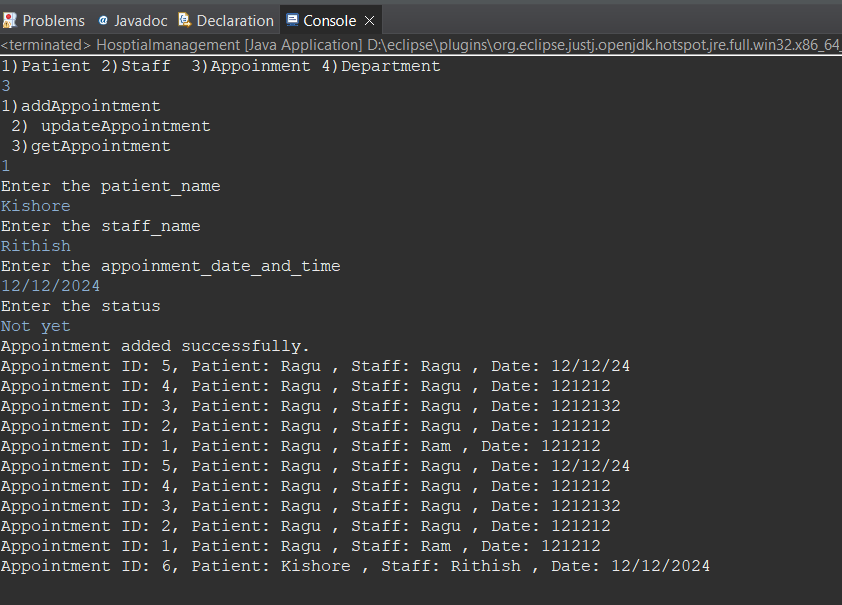 Problems Javadoc Declaration Console
<terminated> Hosptialmanagement [Java Application] D:\eclipse\plugins\org.eclipse.justj.openjdk.hotspot.jre.full.win32.x86_64_
1)Patient 2)Staff  3)Appoinment 4)Department
3
1)addAppointment
 2) updateAppointment
 3)getAppointment
1
Enter the patient_name
Kishore
Enter the staff_name
Rithish
Enter the appoinment_date_and_time
12/12/2024
Enter the status
Not yet
Appointment added successfully.
Appointment ID: 5, Patient: Ragu , Staff: Ragu , Date: 12/12/24
Appointment ID: 4, Patient: Ragu , Staff: Ragu , Date: 121212
Appointment ID: 3, Patient: Ragu , Staff: Ragu , Date: 1212132
Appointment ID: 2, Patient: Ragu , Staff: Ragu , Date: 121212
Appointment ID: 1, Patient: Ragu , Staff: Ram , Date: 121212
Appointment ID: 5, Patient: Ragu , Staff: Ragu , Date: 12/12/24
Appointment ID: 4, Patient: Ragu , Staff: Ragu , Date: 121212
Appointment ID: 3, Patient: Ragu , Staff: Ragu , Date: 1212132
Appointment ID: 2, Patient: Ragu , Staff: Ragu , Date: 121212
Appointment ID: 1, Patient: Ragu , Staff: Ram , Date: 121212
Appointment ID: 6, Patient: Kishore , Staff: Rithish , Date: 12/12/2024